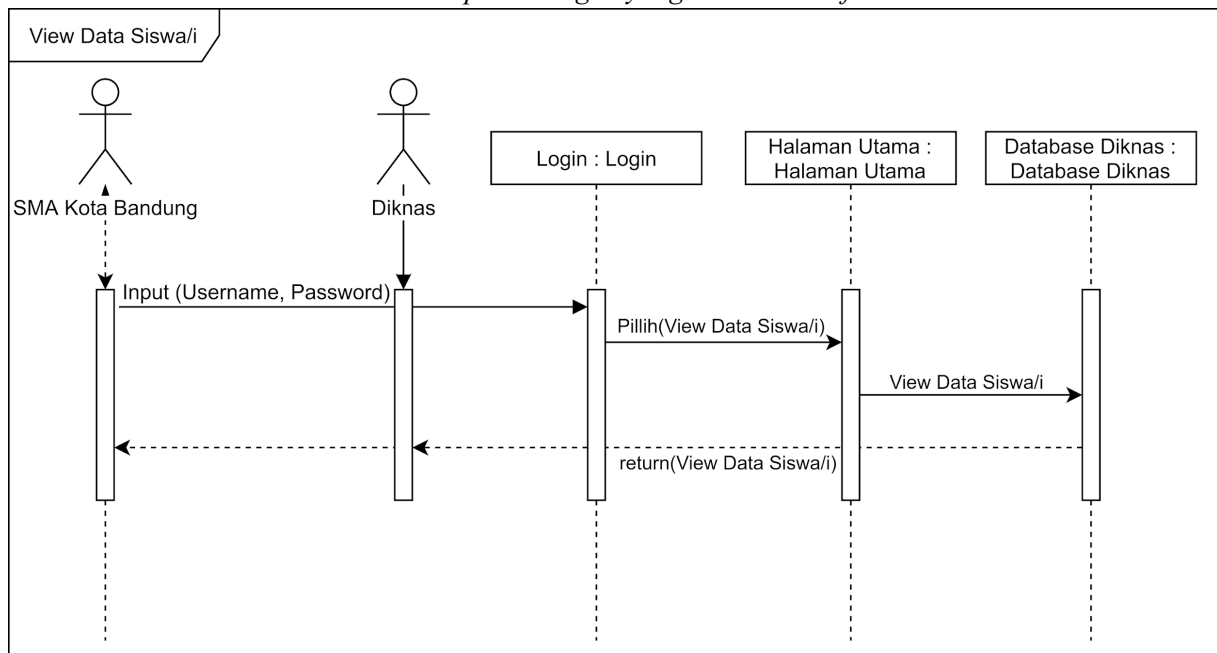 View Data Siswa/i
SMA Kota Bandung
Diknas
Login : Login
Halaman Utama :
Halaman Utama
Database Diknas :
Database Diknas
Input (Username, Password)
Pillih(View Data Siswa/i)
View Data Siswa/i
return(View Data Siswa/i)